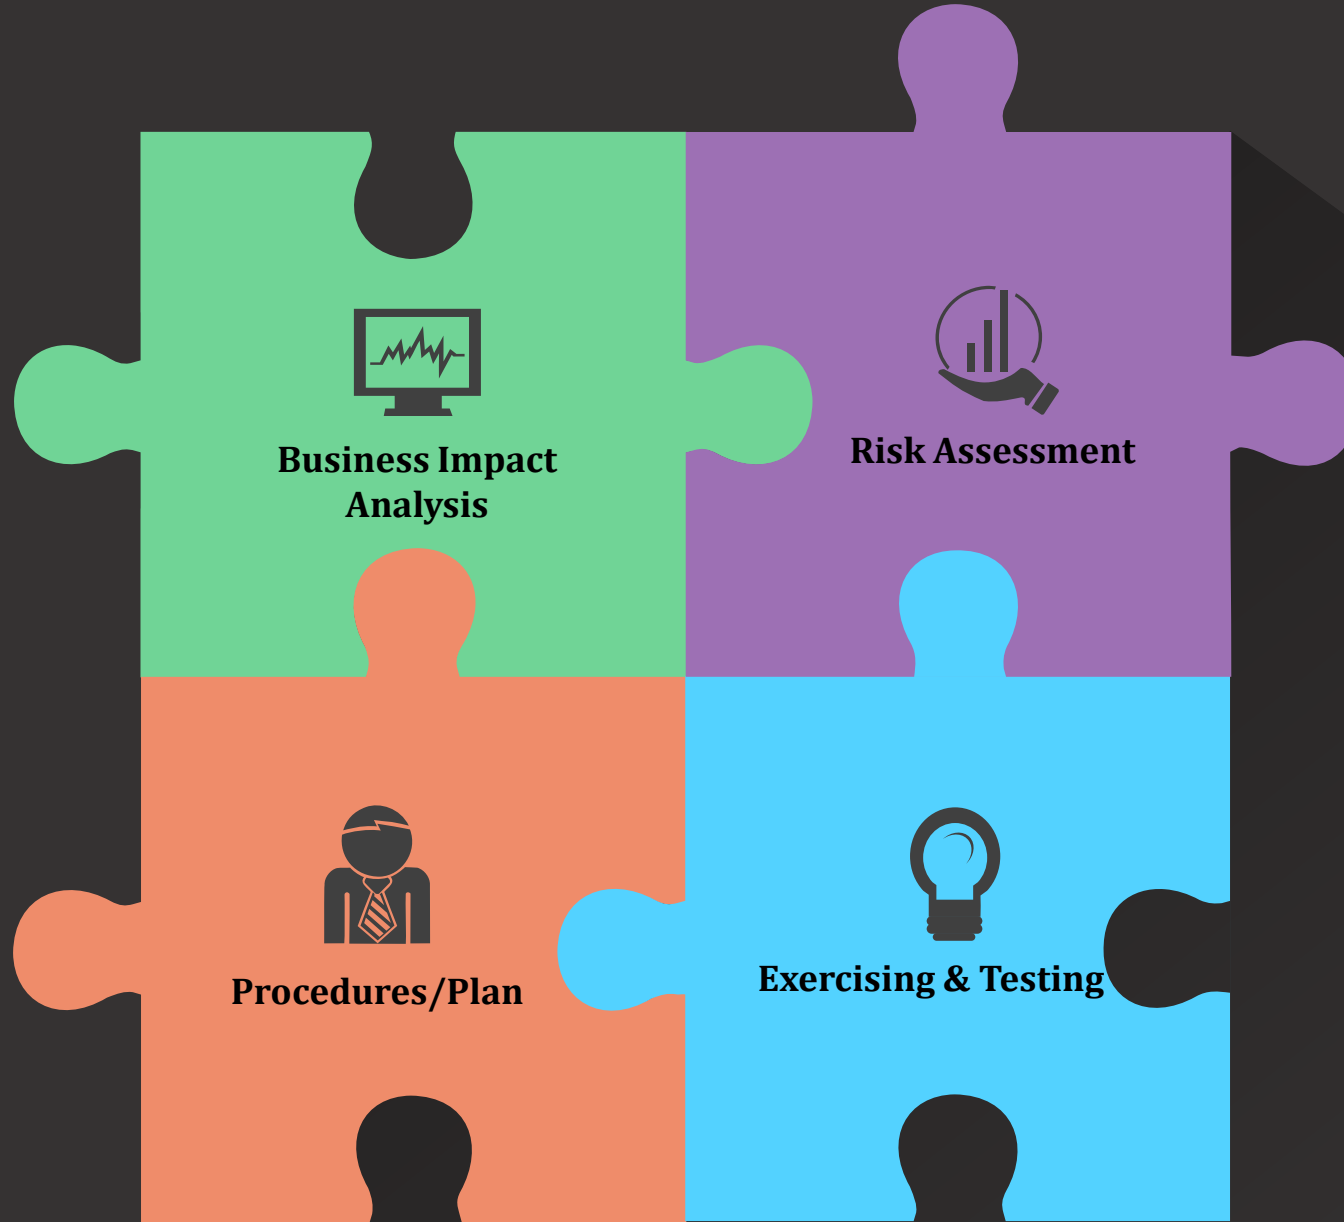 Business Impact
Analysis
Risk Assessment
Procedures/Plan
Exercising & Testing